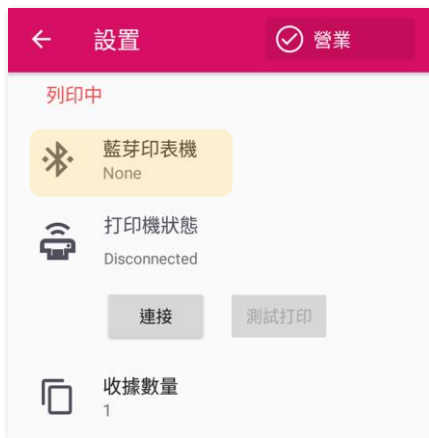 設置
營業
列印中
藍芽印表機
None
打印機狀態
Disconnected
連接
測試打印
收據數量
1